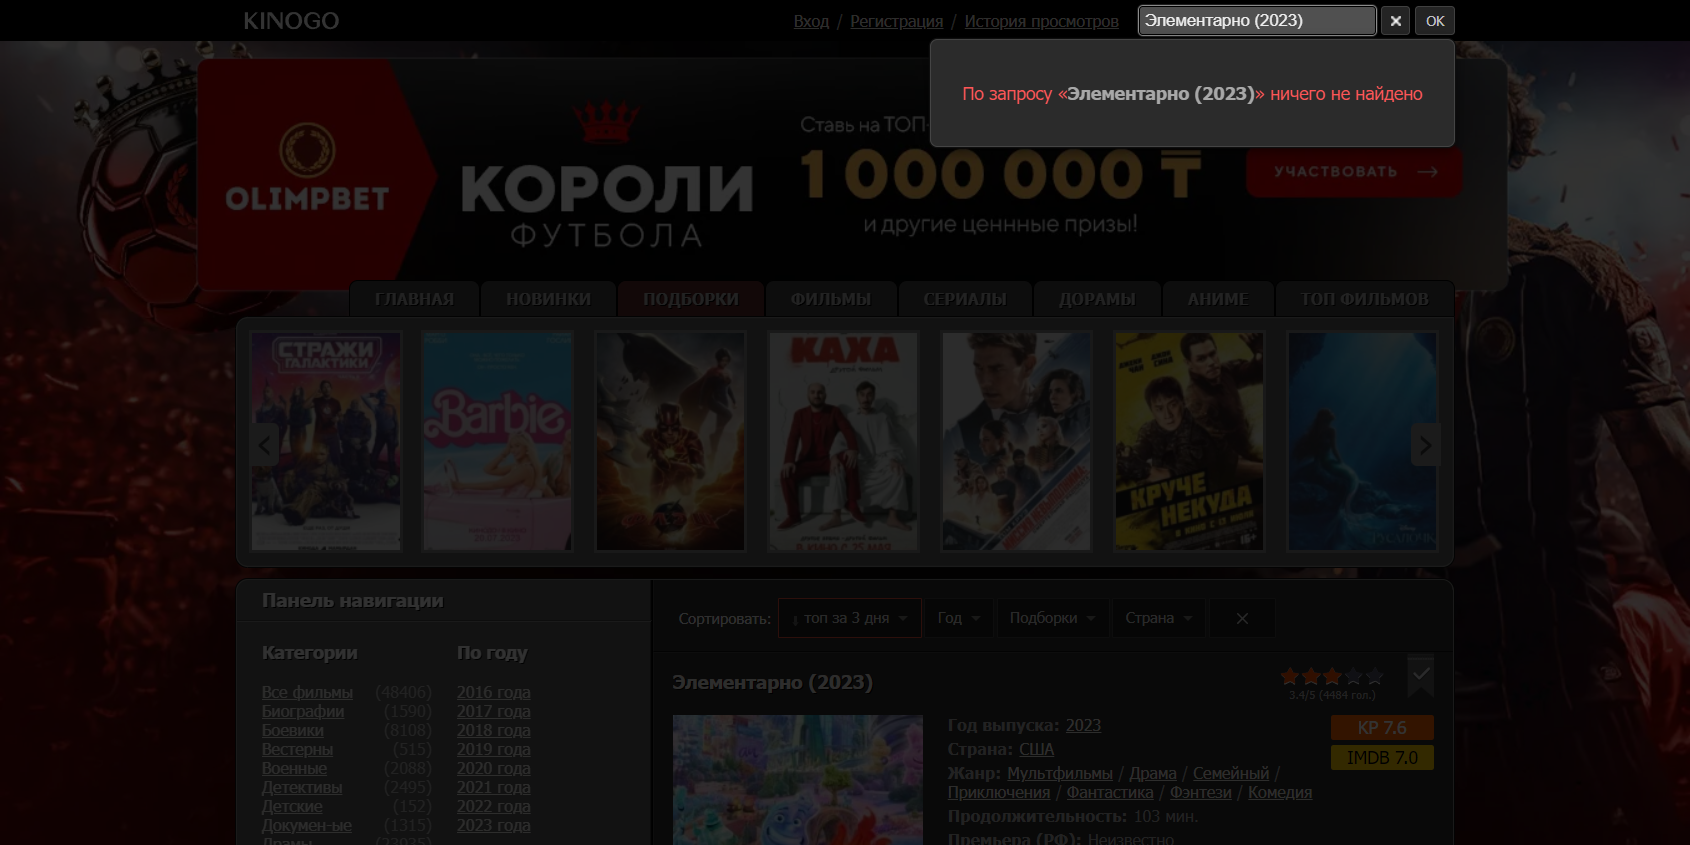 KINOGO
Вход / Регистрация / История просмотров
Элементарно (2023)
OK
По запросу «Элементарно (2023)» ничего не найдено
OLIMPBET
КОРОЛИ
ФУТБОЛА
Ставь на ТОП-
1 000 000 ₸
и другие ценнные призы!
УЧАСТВОВАТЬ
ГЛАВНАЯ
НОВИНКИ
ПОДБОРКИ
ФИЛЬМЫ
СЕРИАЛЫ
ДОРАМЫ
АНИМЕ
ТОП ФИЛЬМОВ
СТРАЖИ
ГАЛАКТИКИ
Barbie
КАХА
КРУЧЕ
НЕКУДА
Панель навигации
Категории
Все фильмы (48406)
Биографии (1590)
Боевики (8108)
Вестерны (515)
Военные (2088)
Детективы (2495)
Детские (152)
Докумен-ые (1315)
По году
2016 года
2017 года
2018 года
2019 года
2020 года
2021 года
2022 года
2023 года
Сортировать: топ за 3 дня Год Подборки Страна
Элементарно (2023)
3.4/5 (4484 гол.)
Год выпуска: 2023
Страна: США
Жанр: Мультфильмы / Драма / Семейный /
Приключения / Фантастика / Фэнтези / Комедия
Продолжительность: 103 мин.
Премьера (РФ): Неизвестно
KP 7.6
IMDB 7.0